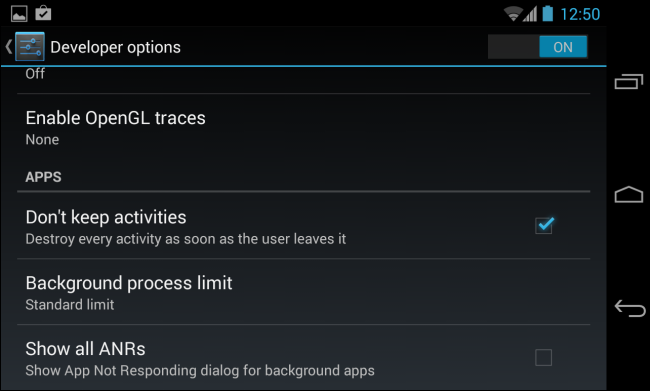 12:50
Developer options
ON
Off
Enable OpenGL traces
None
APPS
Don't keep activities
Destroy every activity as soon as the user leaves it
Background process limit
Standard limit
Show all ANRs
Show App Not Responding dialog for background apps